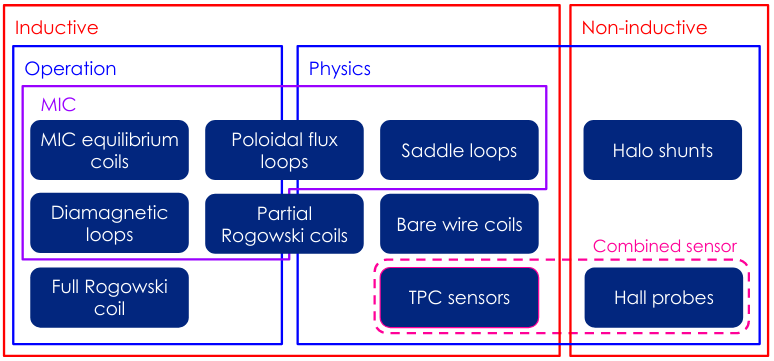 Inductive
Non-inductive
Operation
Physics
MIC
MIC equilibrium
coils
Poloidal flux
loops
Saddle loops
Halo shunts
Diamagnetic
loops
Partial
Rogowski coils
Bare wire coils
Combined sensor
Full Rogowski
coil
TPC sensors
Hall probes